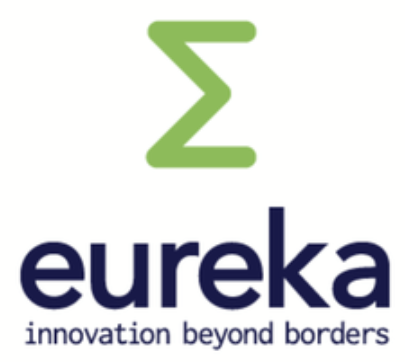 Σ
eureka
innovation beyond borders